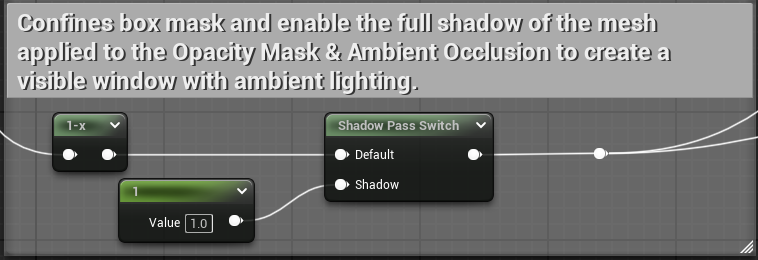 Confines box mask and enable the full shadow of the mesh
applied to the Opacity Mask & Ambient Occlusion to create a
visible window with ambient lighting.
1-x
Shadow Pass Switch
Default
Shadow
1
Value 1.0